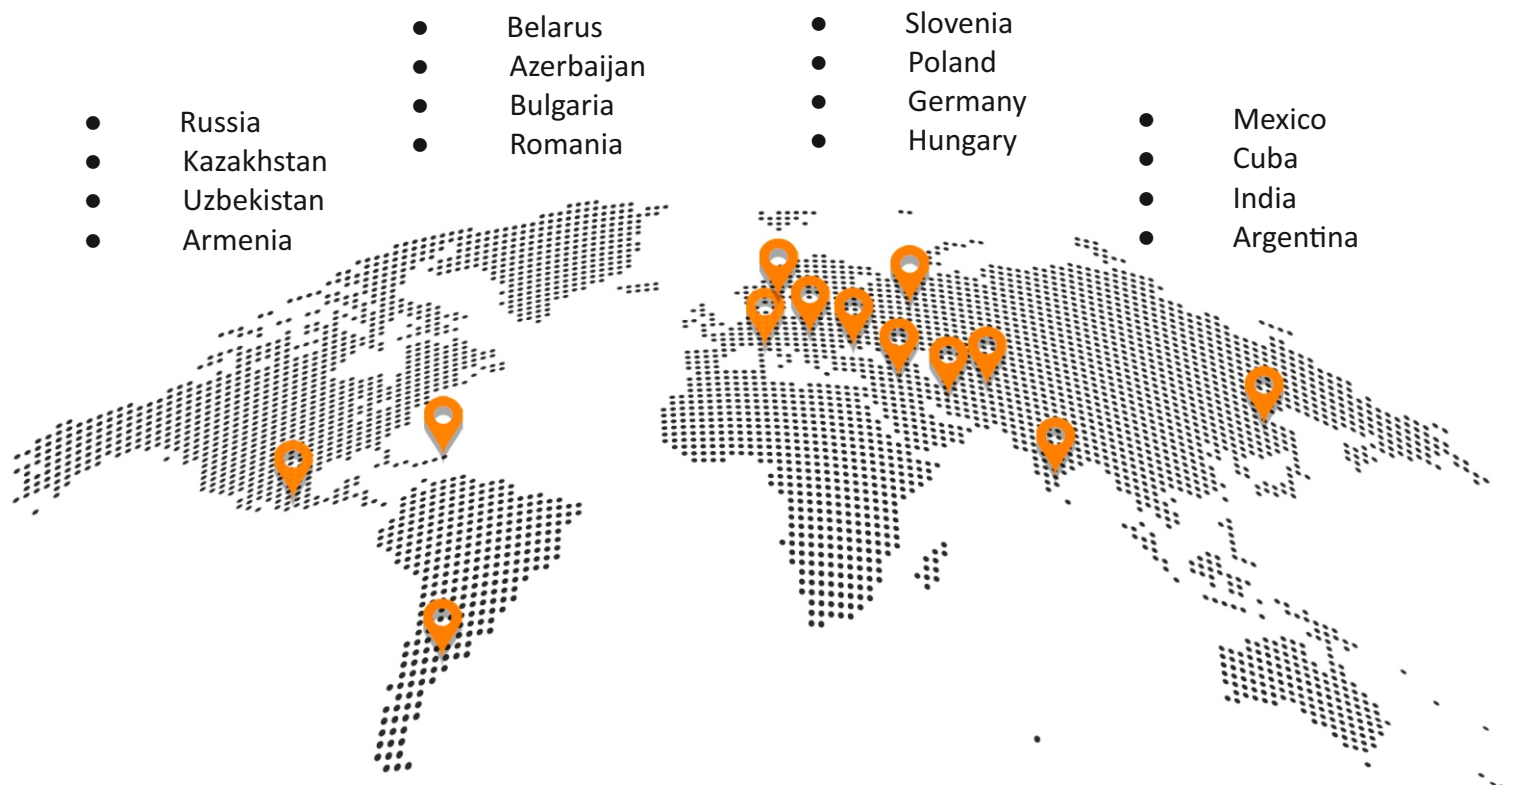 ● Russia
● Kazakhstan
● Uzbekistan
● Armenia
● Belarus
● Azerbaijan
● Bulgaria
● Romania
● Slovenia
● Poland
● Germany
● Hungary
● Mexico
● Cuba
● India
● Argentina